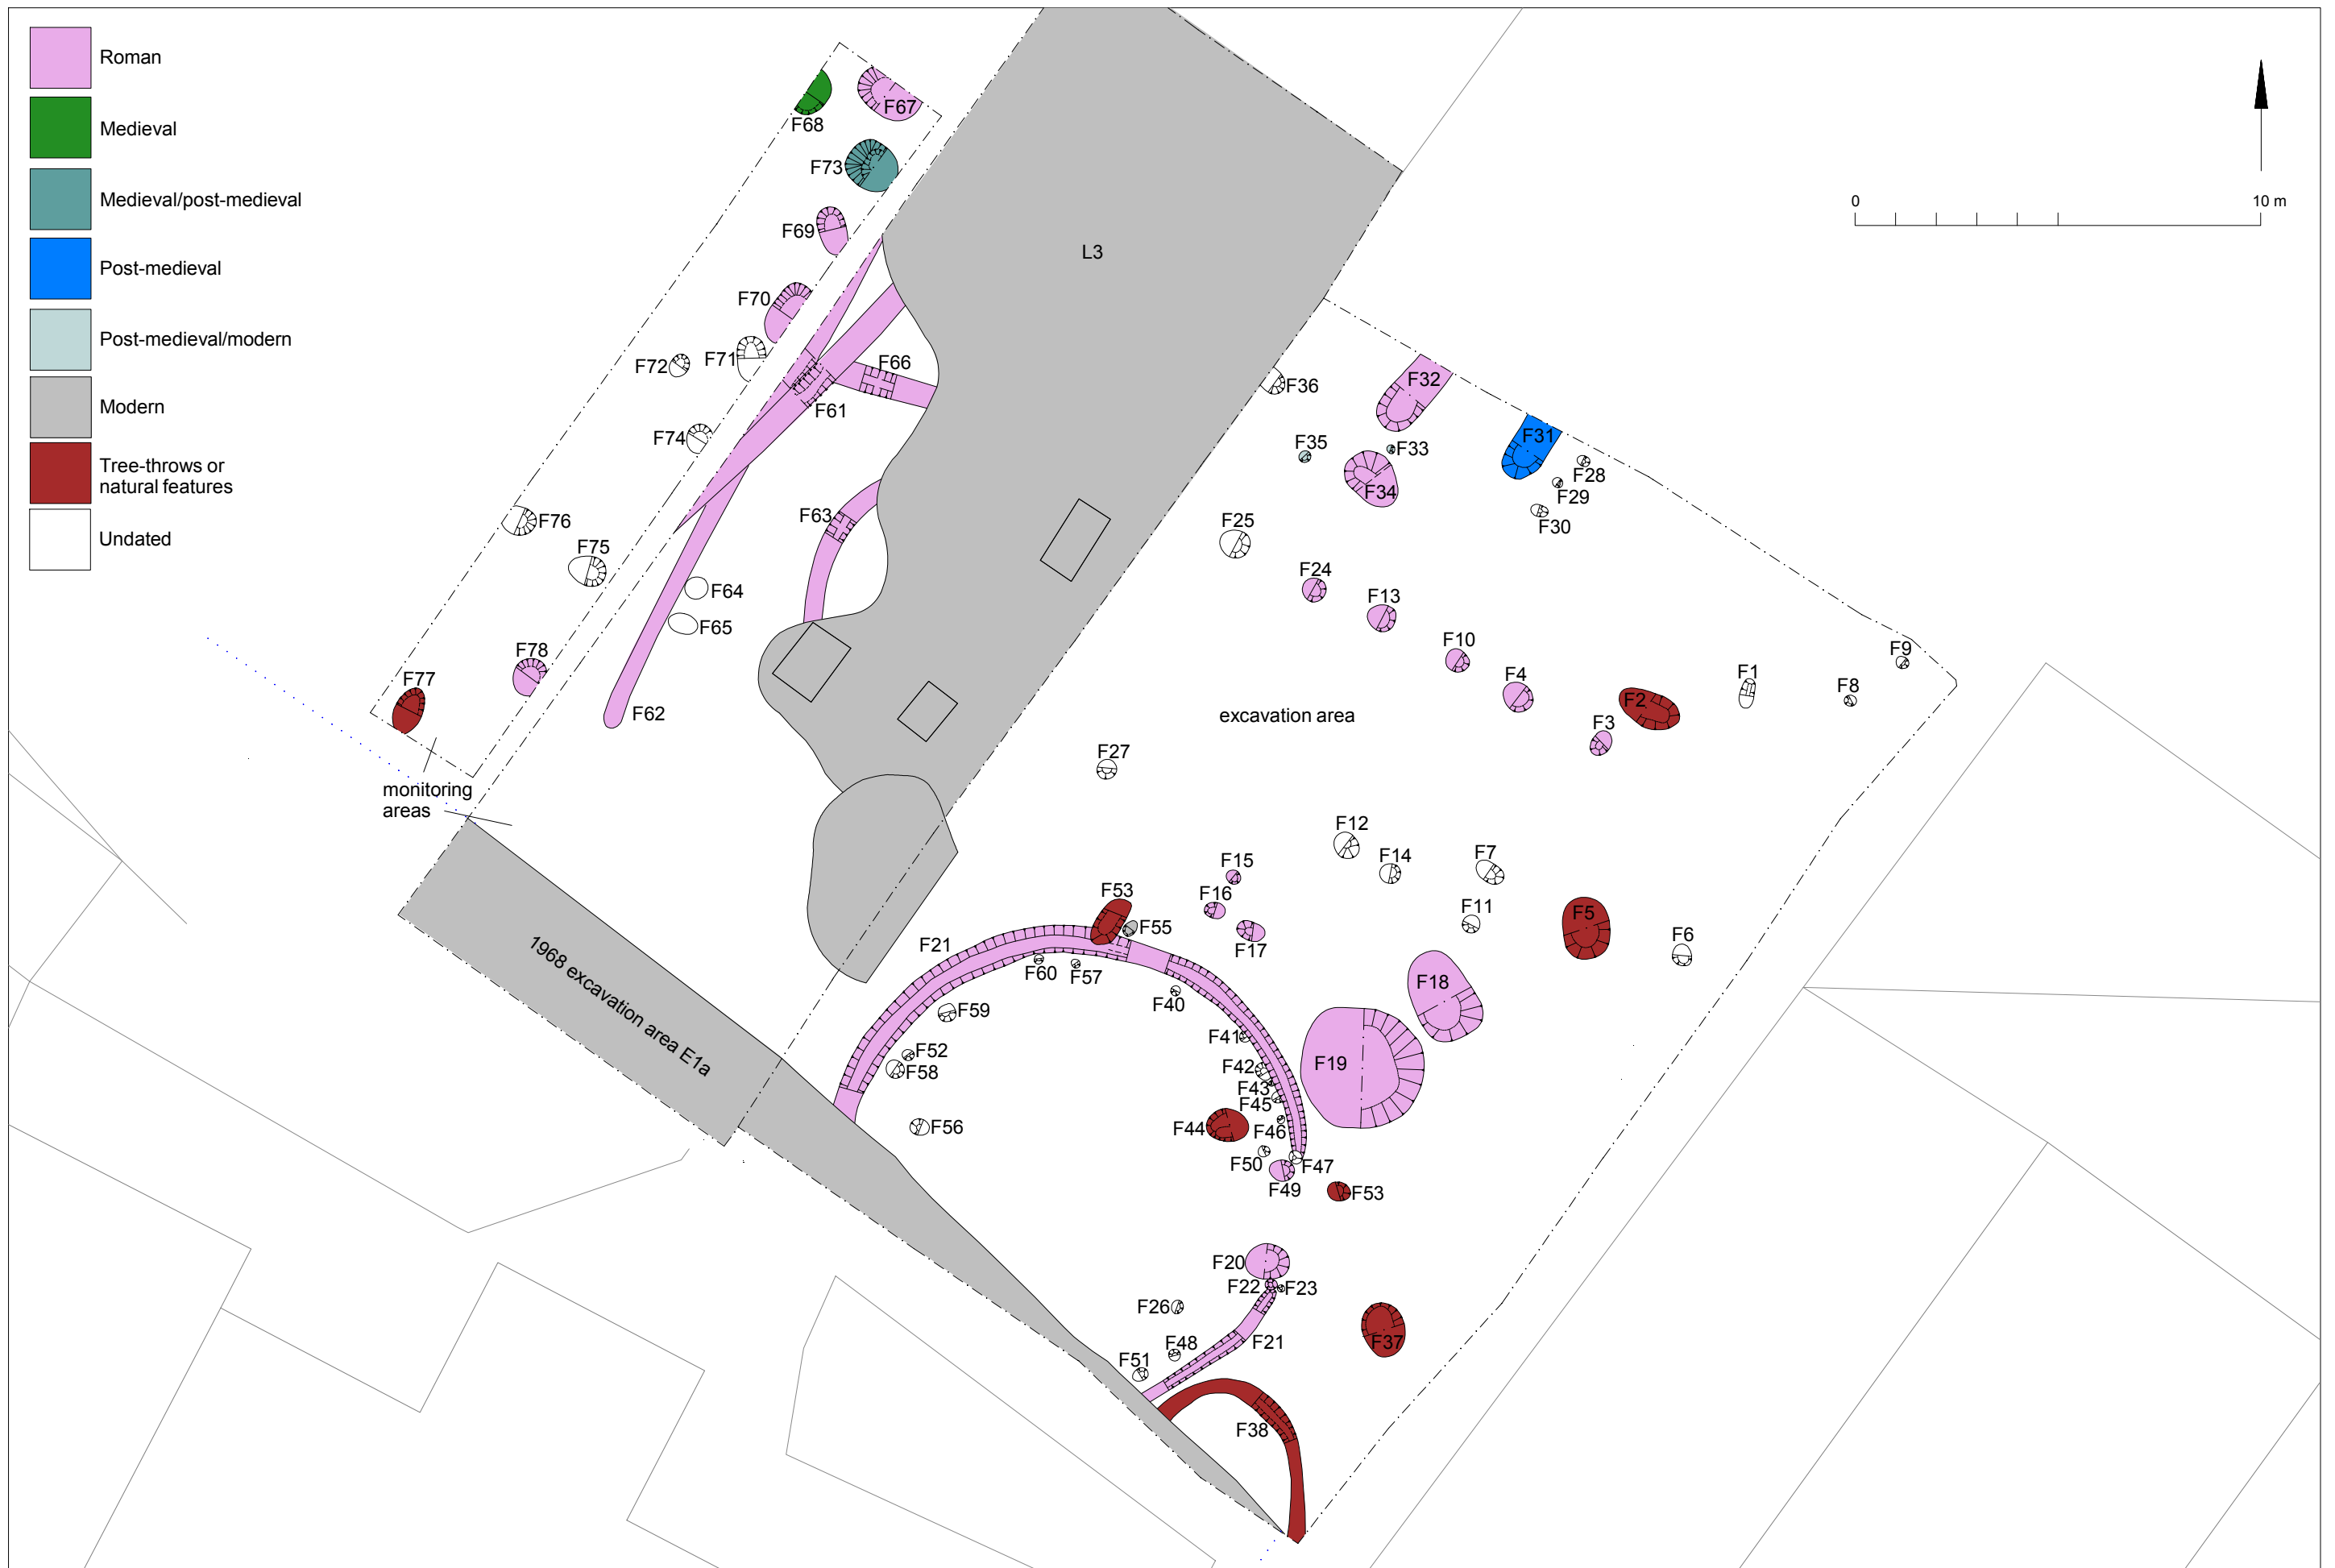 Roman
Medieval
Medieval/post-medieval
Post-medieval
Post-medieval/modern
Modern
Tree-throws or
natural features
Undated
0
10 m
F67
F68
F73
F69
L3
F70
F72
F71
F66
F61
F74
F63
F76
F75
F64
F65
F78
F77
F62
monitoring
areas
F36
F32
F35
F33
F31
F28
F29
F34
F30
F25
F24
F13
F10
F4
F9
F1
F8
F2
F3
excavation area
F27
F12
F14
F7
F15
F16
F53
F55
F17
F11
F5
F6
F21
F60
F57
F40
F18
1968 excavation area E1a
F59
F41
F52
F58
F42
F43
F45
F19
F56
F44
F46
F50
F47
F49
F53
F20
F22
F23
F26
F48
F21
F37
F51
F38